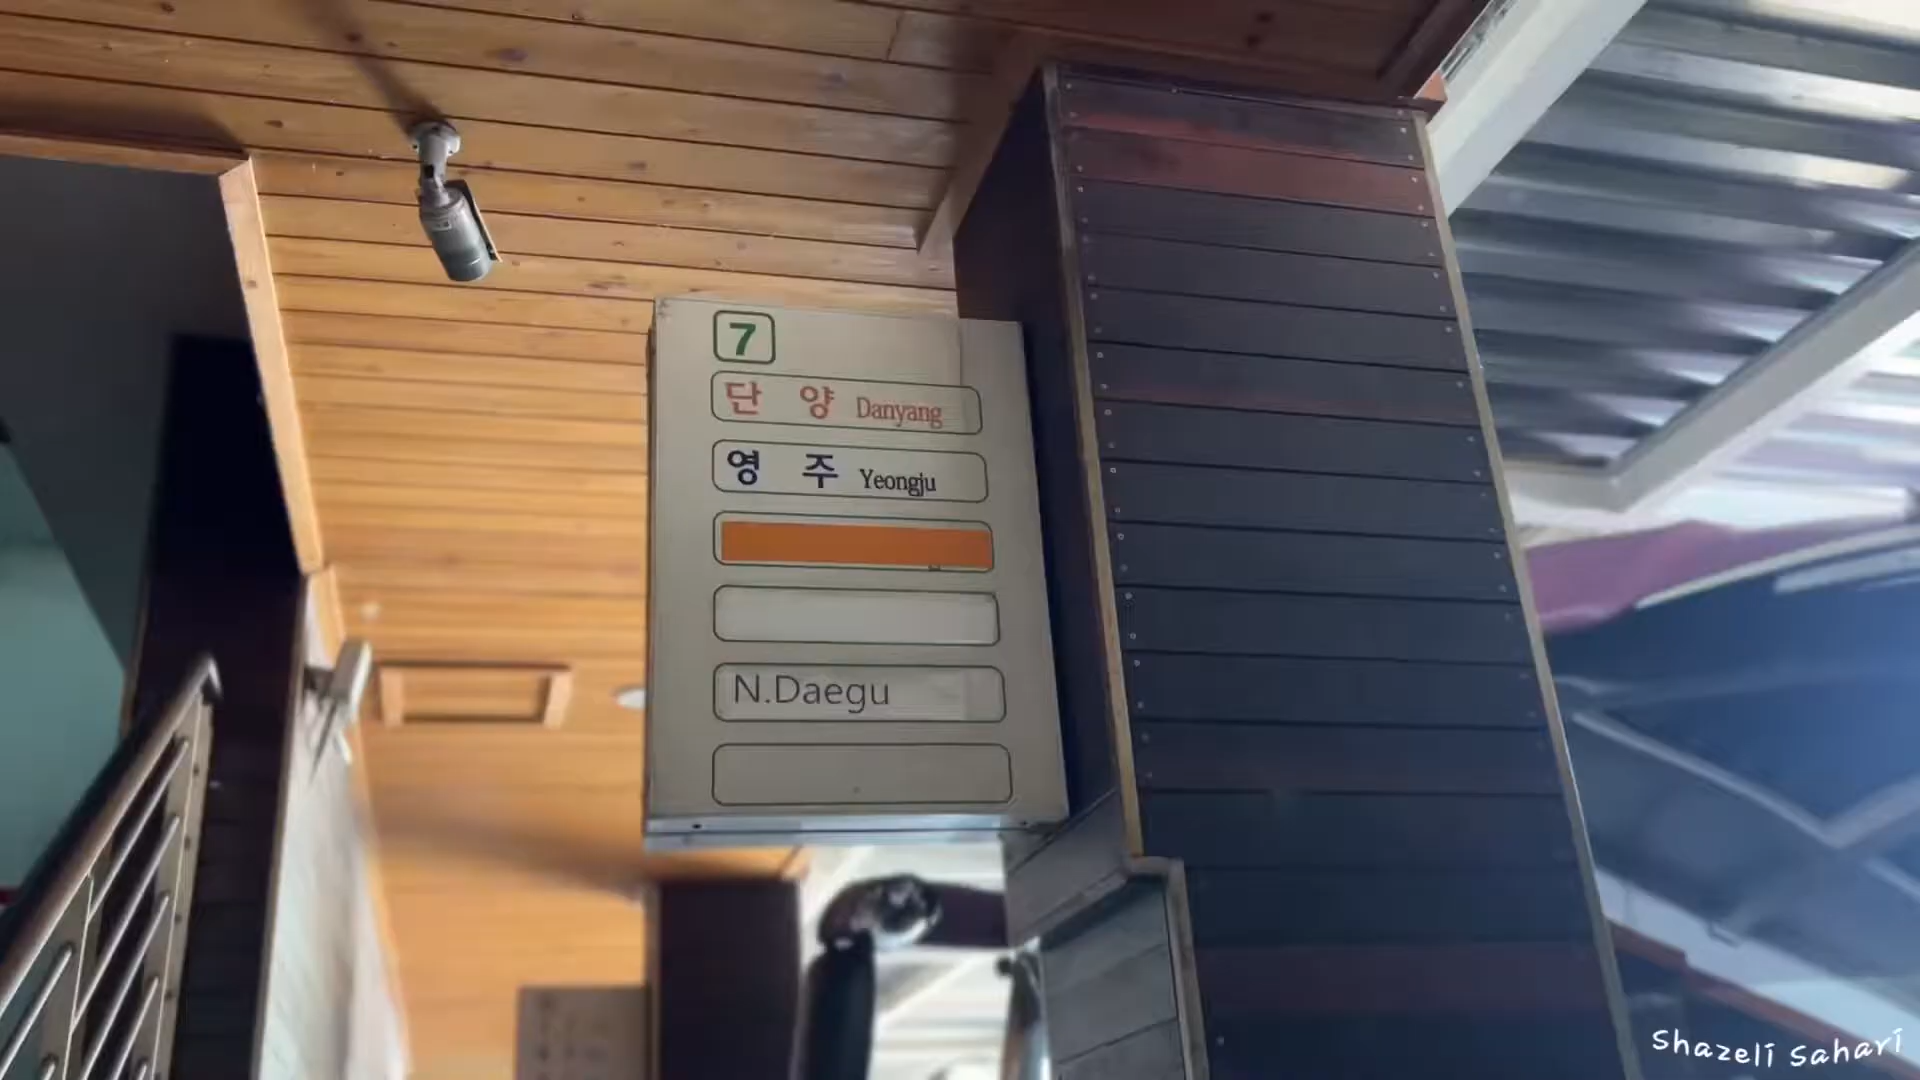 7
단 양 Danyang
영 주 Yeongju
N.Daegu
Shazeli Sahari